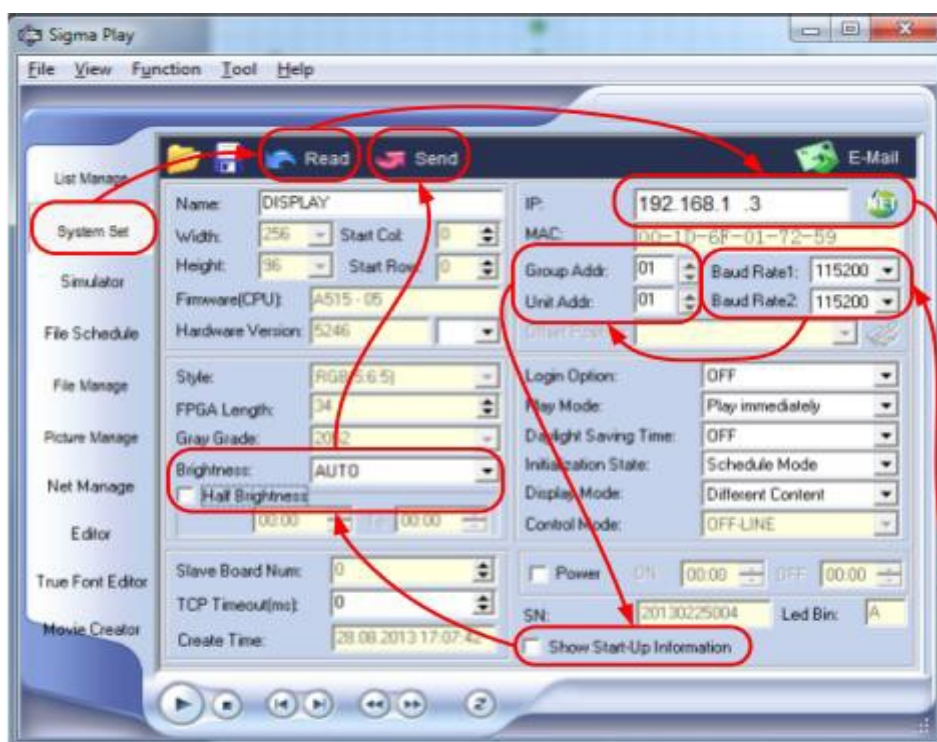 Sigma Play
File View Function Tool Help
Read Send E-Mail
List Manage
System Set
Simulator
File Schedule
File Manage
Picture Manage
Net Manage
Editor
True Font Editor
Movie Creator
Name: DISPLAY
Width: 256 Start Col: 0
Height: 96 Start Row: 0
Firmware(CPU): A515 - 05
Hardware Version: 5246
Style: RGB(5.6.5)
FPGA Length: 34
Gray Grade:
Brightness: AUTO
Half Brightness
00:00 00:00
Slave Board Num: 0
TCP Timeout(ms): 0
Create Time: 28.08.2013 17:07:42
IP: 192.168.1 .3 NET
MAC: 00-1D-6F-01-72-59
Group Addr: 01 Baud Rate1: 115200
Unit Addr: 01 Baud Rate2: 115200
Login Option: OFF
Play Mode: Play immediately
Daylight Saving Time: OFF
Initialization State: Schedule Mode
Display Mode: Different Content
Control Mode: OFF-LINE
Power ON 00:00 OFF 00:00
SN: 20130225004 Led Bin: A
Show Start-Up Information